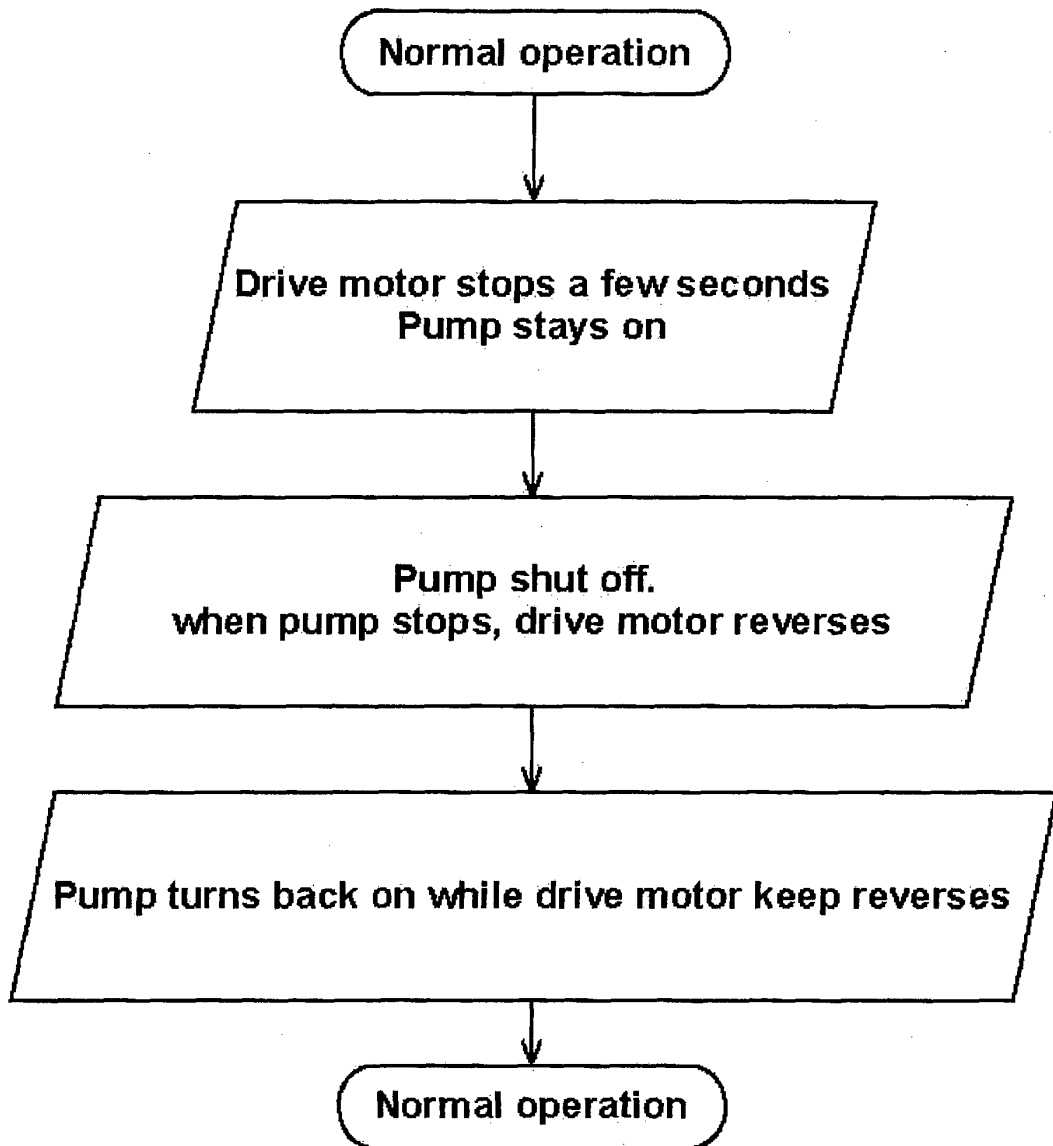 Normal operation
Drive motor stops a few seconds
Pump stays on
Pump shut off.
when pump stops, drive motor reverses
Pump turns back on while drive motor keep reverses
Normal operation